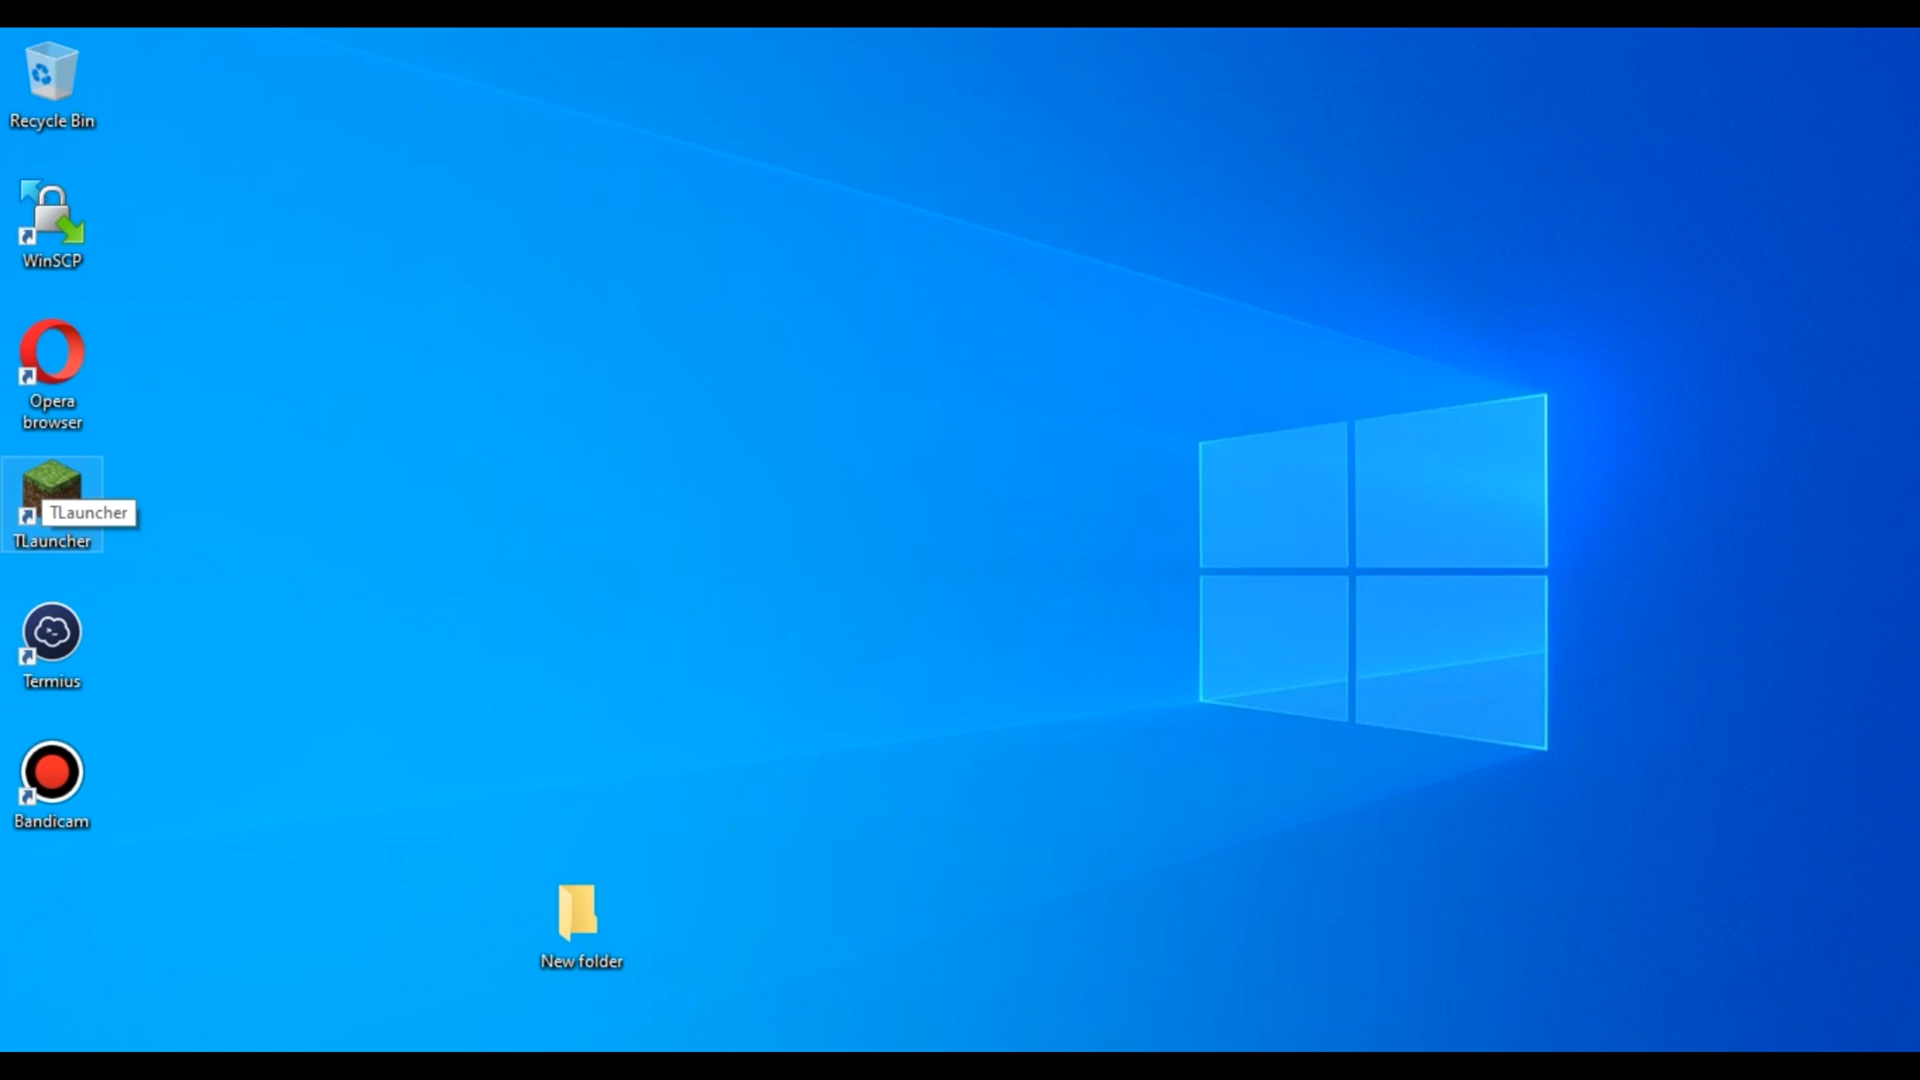 Recycle Bin
WinSCP
Opera
browser
TLauncher
TLauncher
Termius
Bandicam
New folder